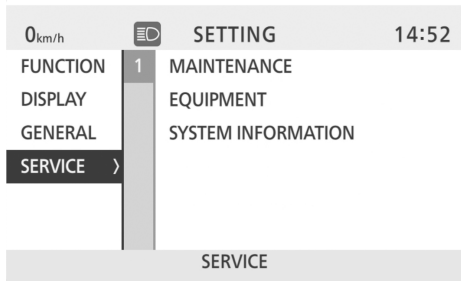 0km/h SETTING 14:52
FUNCTION 1 MAINTENANCE
DISPLAY EQUIPMENT
GENERAL SYSTEM INFORMATION
SERVICE
SERVICE